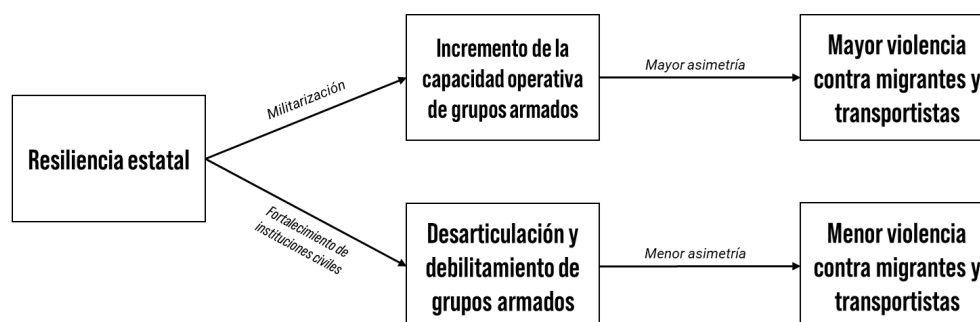 Resiliencia estatal
Militarización
Incremento de la
capacidad operativa
de grupos armados
Mayor asimetría
Mayor violencia
contra migrantes y
transportistas
Fortalecimiento de
instituciones civiles
Desarticulación y
debilitamiento de
grupos armados
Menor asimetría
Menor violencia
contra migrantes y
transportistas